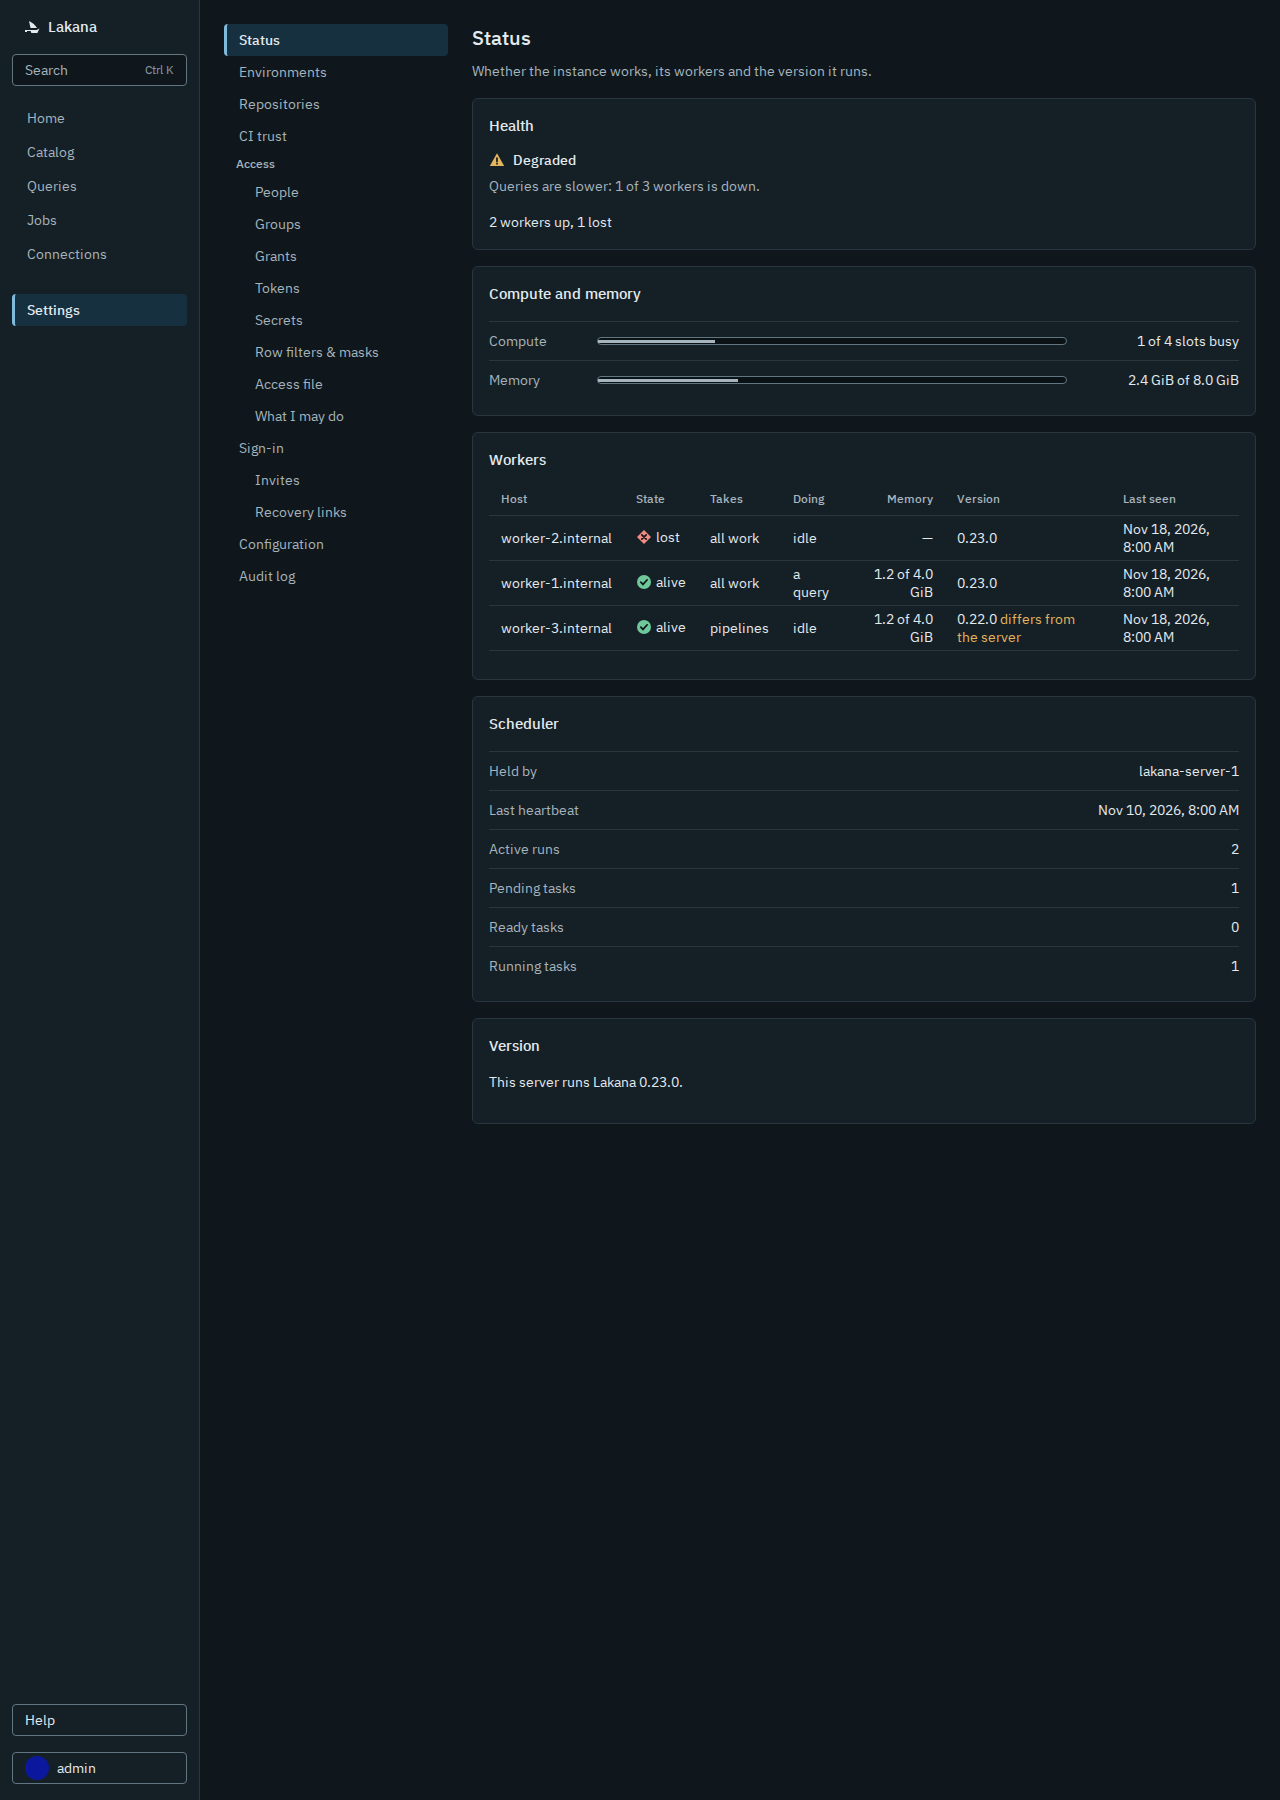 Lakana
Search Ctrl K
Home
Catalog
Queries
Jobs
Connections
Settings
Help
admin
Status
Environments
Repositories
CI trust
Access
People
Groups
Grants
Tokens
Secrets
Row filters & masks
Access file
What I may do
Sign-in
Invites
Recovery links
Configuration
Audit log
Status
Whether the instance works, its workers and the version it runs.
Health
Degraded
Queries are slower: 1 of 3 workers is down.
2 workers up, 1 lost
Compute and memory
Compute 1 of 4 slots busy
Memory 2.4 GiB of 8.0 GiB
Workers
Host State Takes Doing Memory Version Last seen
worker-2.internal lost all work idle — 0.23.0 Nov 18, 2026,
8:00 AM
worker-1.internal alive all work a 1.2 of 4.0 0.23.0 Nov 18, 2026,
query GiB 8:00 AM
worker-3.internal alive pipelines idle 1.2 of 4.0 0.22.0 differs from Nov 18, 2026,
GiB the server 8:00 AM
Scheduler
Held by lakana-server-1
Last heartbeat Nov 10, 2026, 8:00 AM
Active runs 2
Pending tasks 1
Ready tasks 0
Running tasks 1
Version
This server runs Lakana 0.23.0.